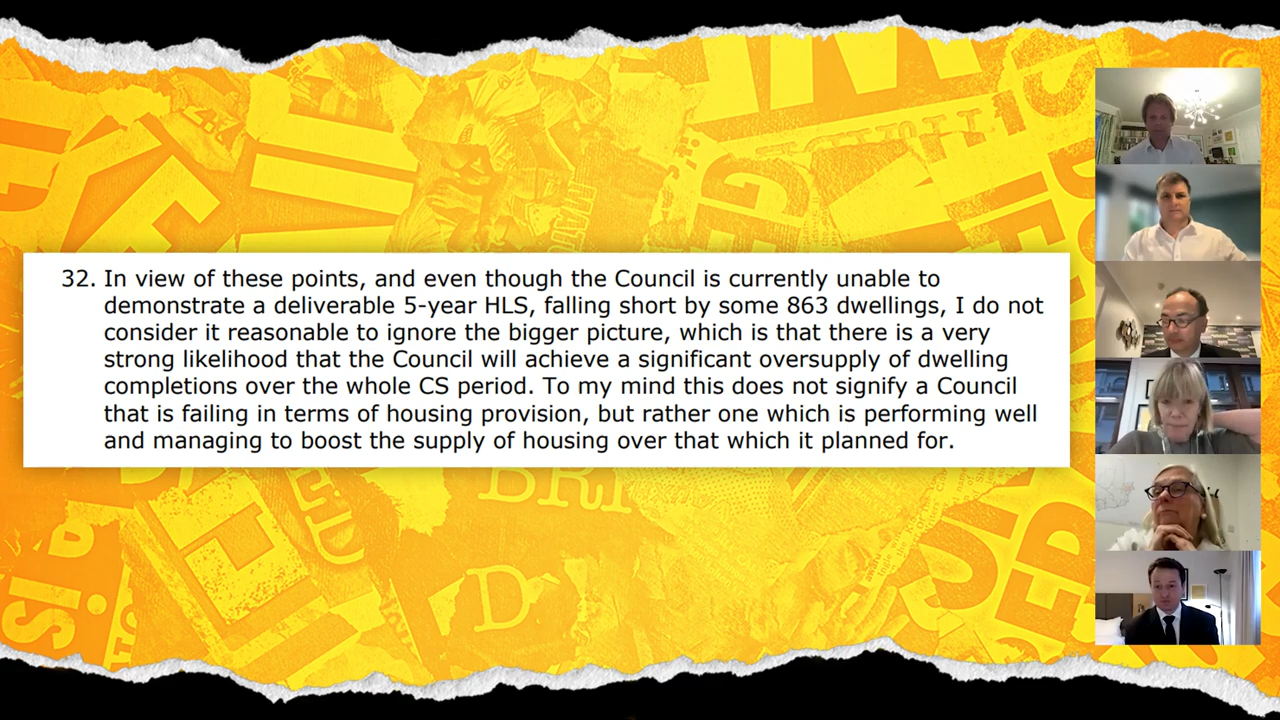 32. In view of these points, and even though the Council is currently unable to
demonstrate a deliverable 5-year HLS, falling short by some 863 dwellings, I do not
consider it reasonable to ignore the bigger picture, which is that there is a very
strong likelihood that the Council will achieve a significant oversupply of dwelling
completions over the whole CS period. To my mind this does not signify a Council
that is failing in terms of housing provision, but rather one which is performing well
and managing to boost the supply of housing over that which it planned for.